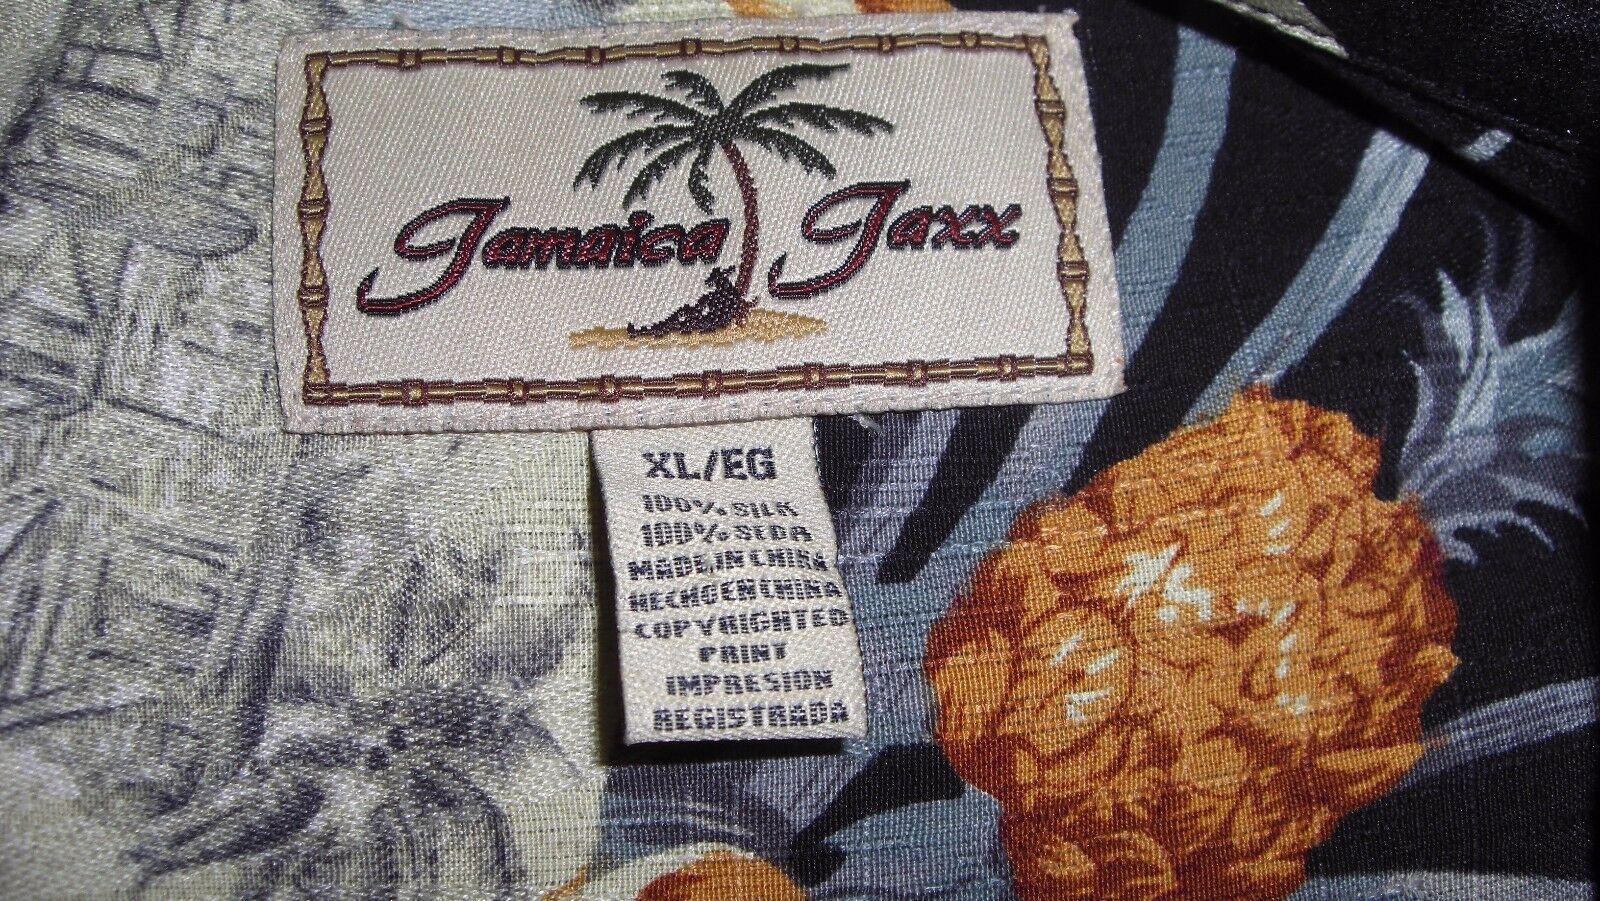 Jamaica Jaxx
XL/EG
100% SILK
100% SEDA
MADE IN CHINA
HECHO EN CHINA
COPYRIGHTED
PRINT
IMPRESION
REGISTRADA